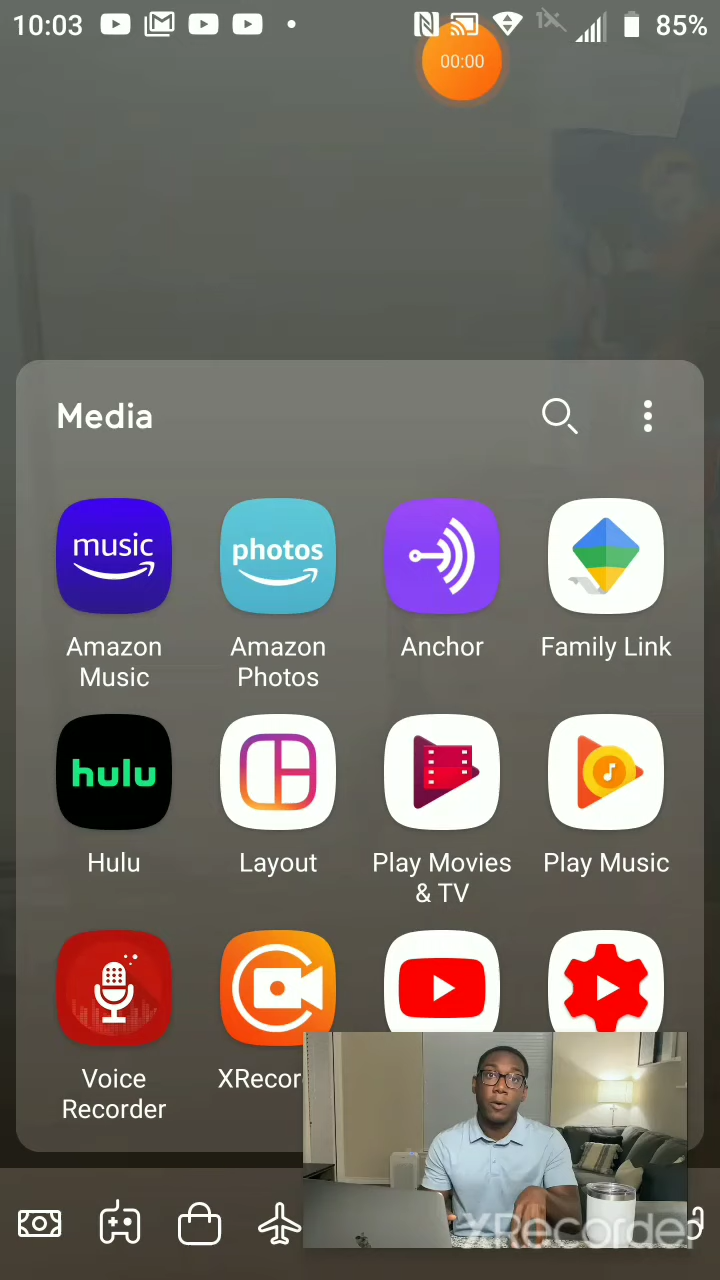 10:03
85%
00:00
Media
music
photos
Amazon Music
Amazon Photos
Anchor
Family Link
hulu
Hulu
Layout
Play Movies & TV
Play Music
Voice Recorder
XRecor
XRecorder